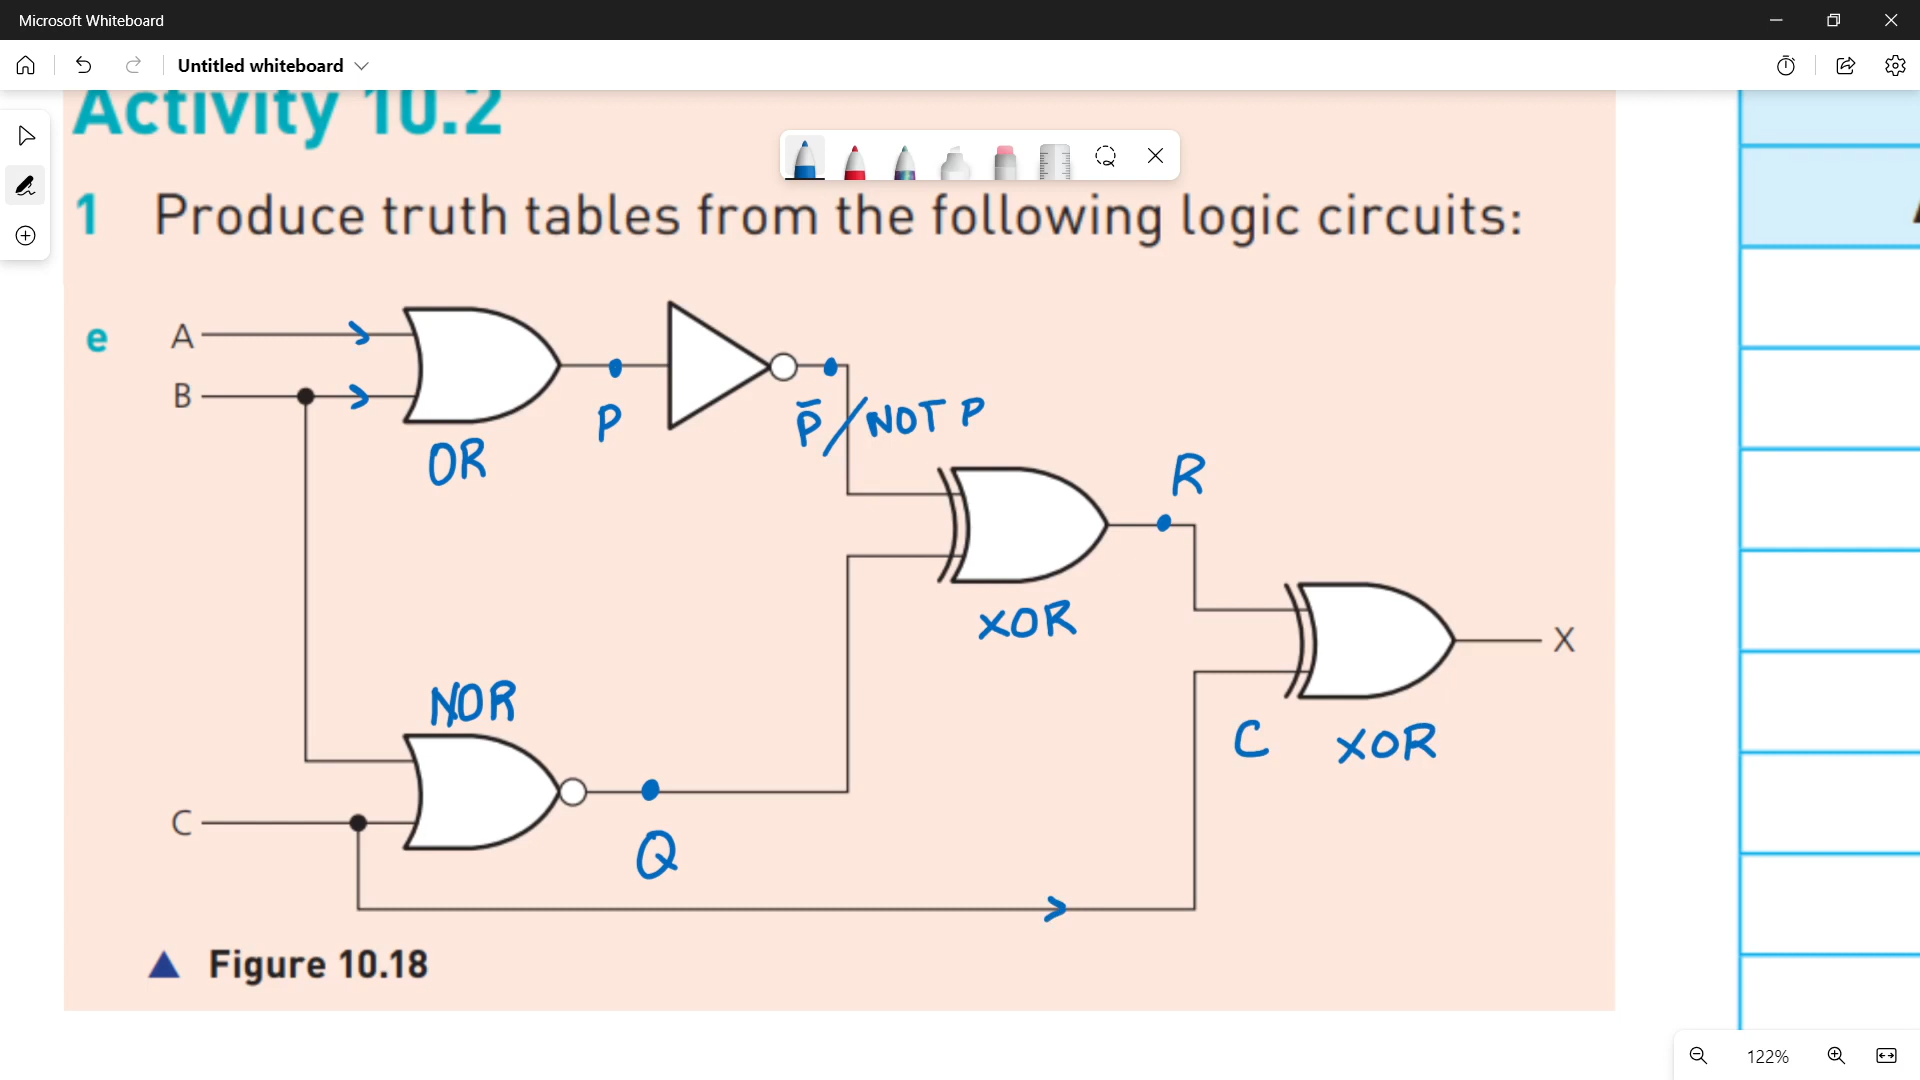 Microsoft Whiteboard
Untitled whiteboard
Activity 10.2
1 Produce truth tables from the following logic circuits:
e A
B
OR
P
P̄/NOT P
R
XOR
X
NOR
C XOR
C
Q
▲ Figure 10.18
122%